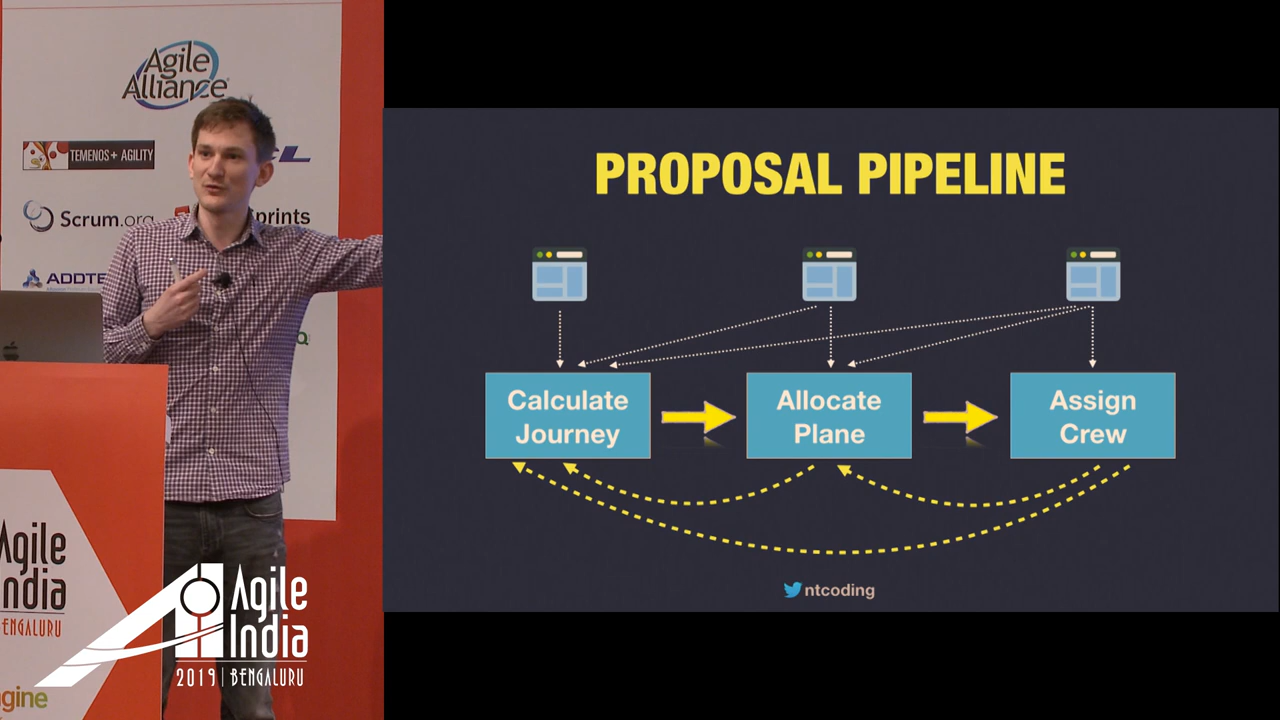 Agile
Alliance
TEMENOS + AGILITY
Scrum.org
prints
ADDTE
Agile
India
BENGALURU
gine
Agile
India
2019 | BENGALURU
PROPOSAL PIPELINE
Calculate
Journey
Allocate
Plane
Assign
Crew
ntcoding